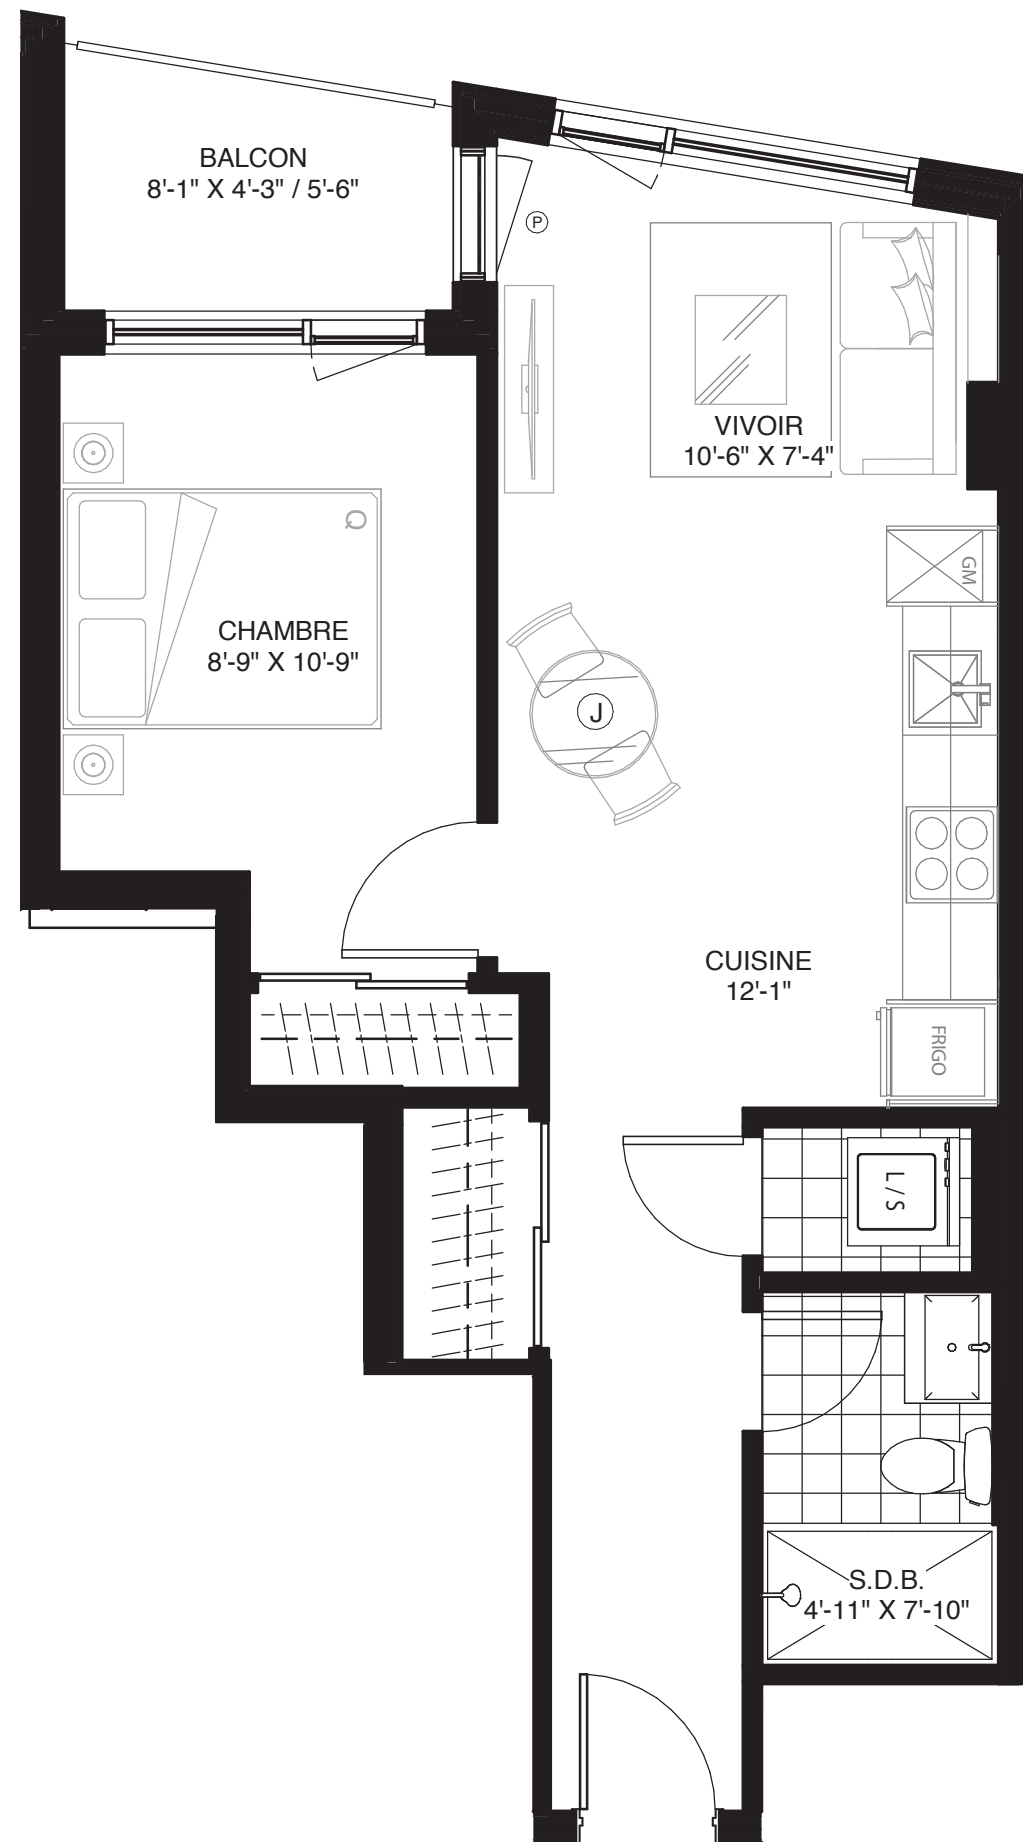 BALCON
8'-1" X 4'-3" / 5'-6"
P
VIVOIR
10'-6" X 7'-4"
Q
GM
CHAMBRE
8'-9" X 10'-9"
J
CUISINE
12'-1"
FRIGO
L / S
S.D.B.
4'-11" X 7'-10"